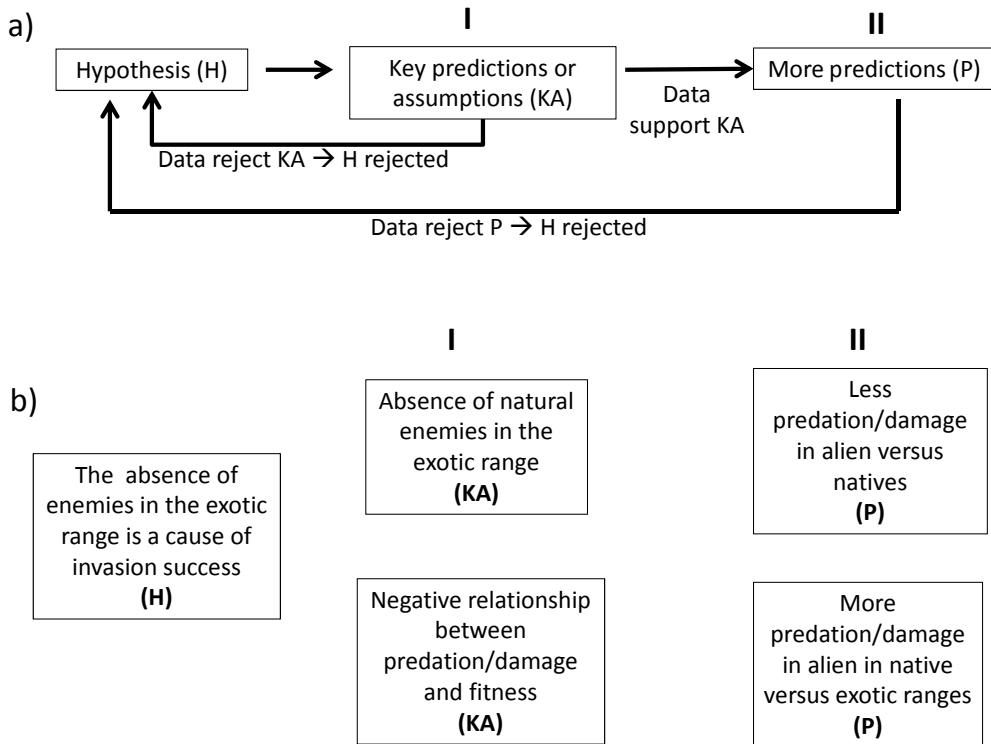 a)
I
II
Hypothesis (H)
Key predictions or
assumptions (KA)
More predictions (P)
Data
support KA
Data reject KA → H rejected
Data reject P → H rejected
b)
I
II
The absence of
enemies in the exotic
range is a cause of
invasion success
(H)
Absence of natural
enemies in the
exotic range
(KA)
Less
predation/damage
in alien versus
natives
(P)
Negative relationship
between
predation/damage
and fitness
(KA)
More
predation/damage
in alien in native
versus exotic ranges
(P)